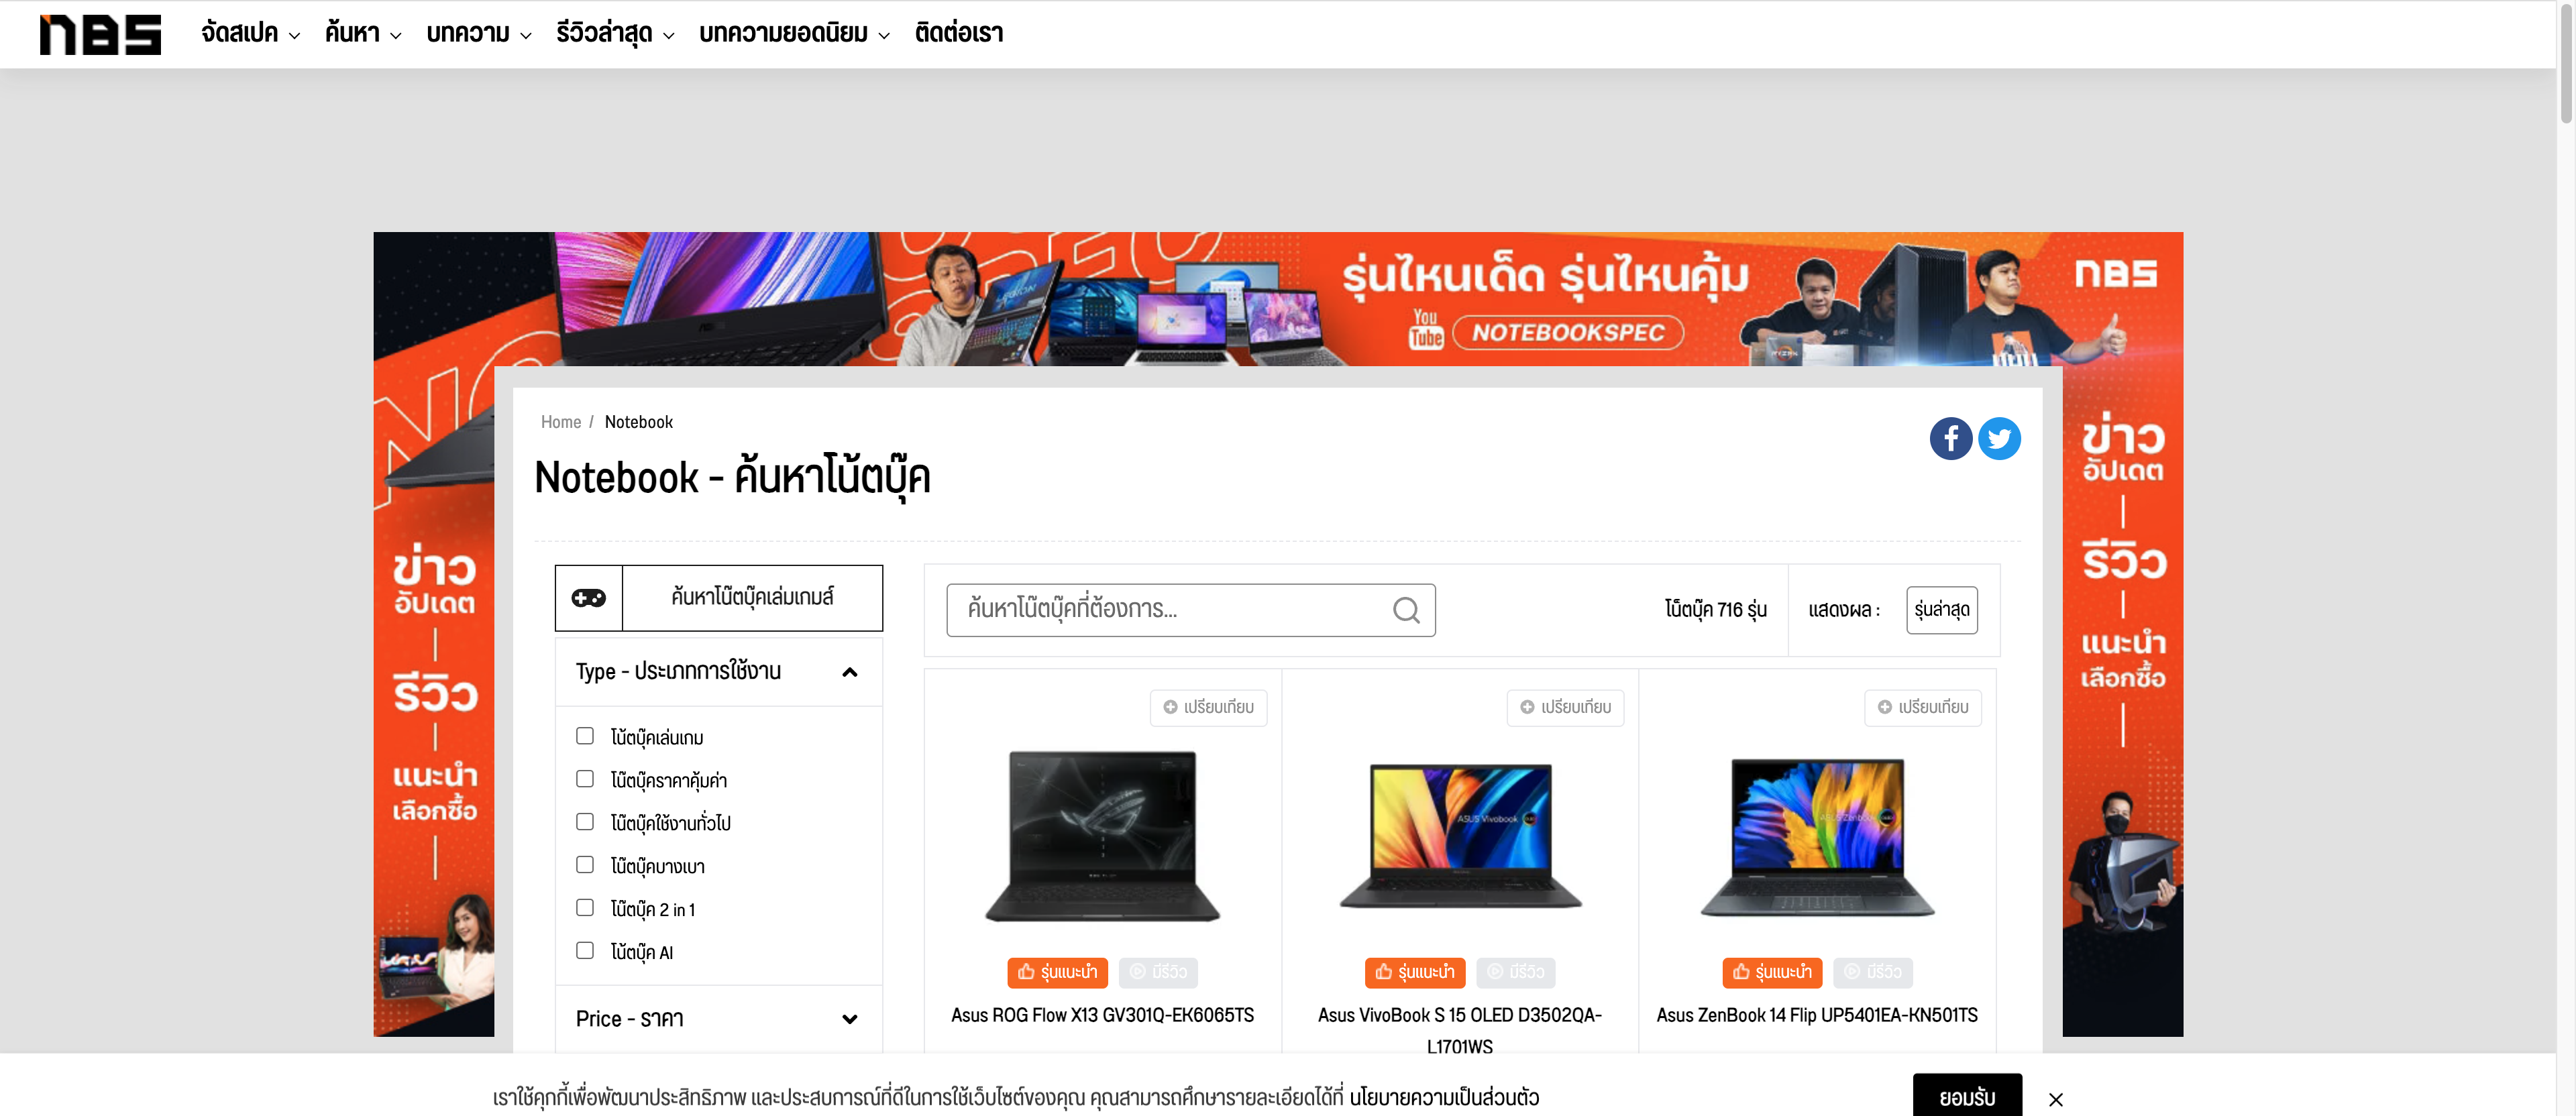 nBS
จัดสเปค
ค้นหา
บทความ
รีวิวล่าสุด
บทความยอดนิยม
ติดต่อเรา
รุ่นไหนเด็ด รุ่นไหนคุ้ม
You Tube NOTEBOOKSPEC
nBS
ข่าว
อัปเดต
รีวิว
แนะนำ
เลือกซื้อ
ข่าว
อัปเดต
รีวิว
แนะนำ
เลือกซื้อ
Home / Notebook
Notebook - ค้นหาโน้ตบุ๊ค
ค้นหาโน๊ตบุ๊คเล่มเกมส์
Type - ประเภทการใช้งาน
โน้ตบุ๊คเล่นเกม
โน๊ตบุ๊คราคาคุ้มค่า
โน๊ตบุ๊คใช้งานทั่วไป
โน๊ตบุ๊คบางเบา
โน๊ตบุ๊ค 2 in 1
โน้ตบุ๊ค AI
Price - ราคา
ค้นหาโน๊ตบุ๊คที่ต้องการ...
โน็ตบุ๊ค 716 รุ่น
แสดงผล :
รุ่นล่าสุด
เปรียบเทียบ
ASUS Vivobook
รุ่นแนะนำ
มีรีวิว
Asus ROG Flow X13 GV301Q-EK6065TS
เปรียบเทียบ
รุ่นแนะนำ
มีรีวิว
Asus VivoBook S 15 OLED D3502QA-
L1701WS
เปรียบเทียบ
รุ่นแนะนำ
มีรีวิว
Asus ZenBook 14 Flip UP5401EA-KN501TS
เราใช้คุกกี้เพื่อพัฒนาประสิทธิภาพ และประสบการณ์ที่ดีในการใช้เว็บไซต์ของคุณ คุณสามารถศึกษารายละเอียดได้ที่ นโยบายความเป็นส่วนตัว
ยอมรับ